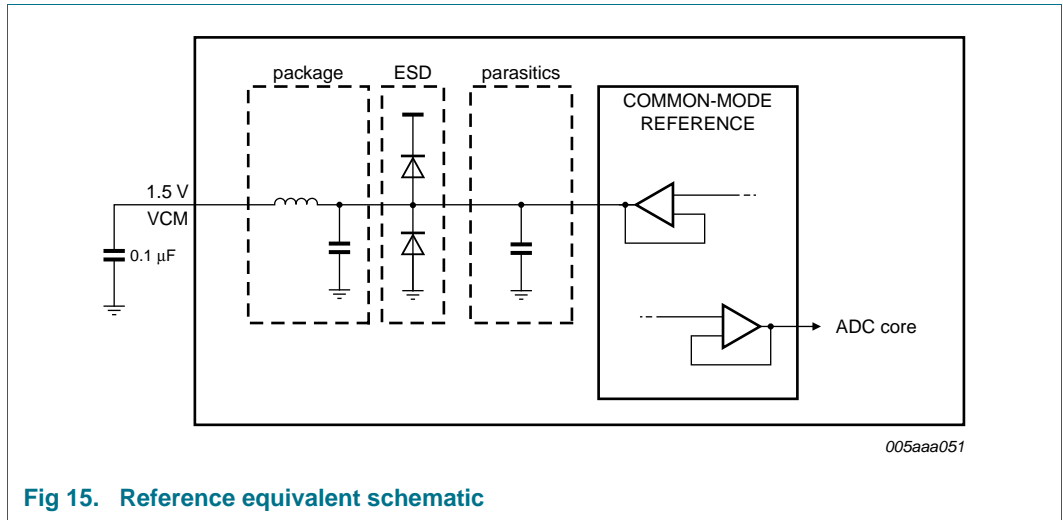 package
ESD
parasitics
COMMON-MODE
REFERENCE
1.5 V
VCM
0.1 μF
ADC core
005aaa051
Fig 15. Reference equivalent schematic